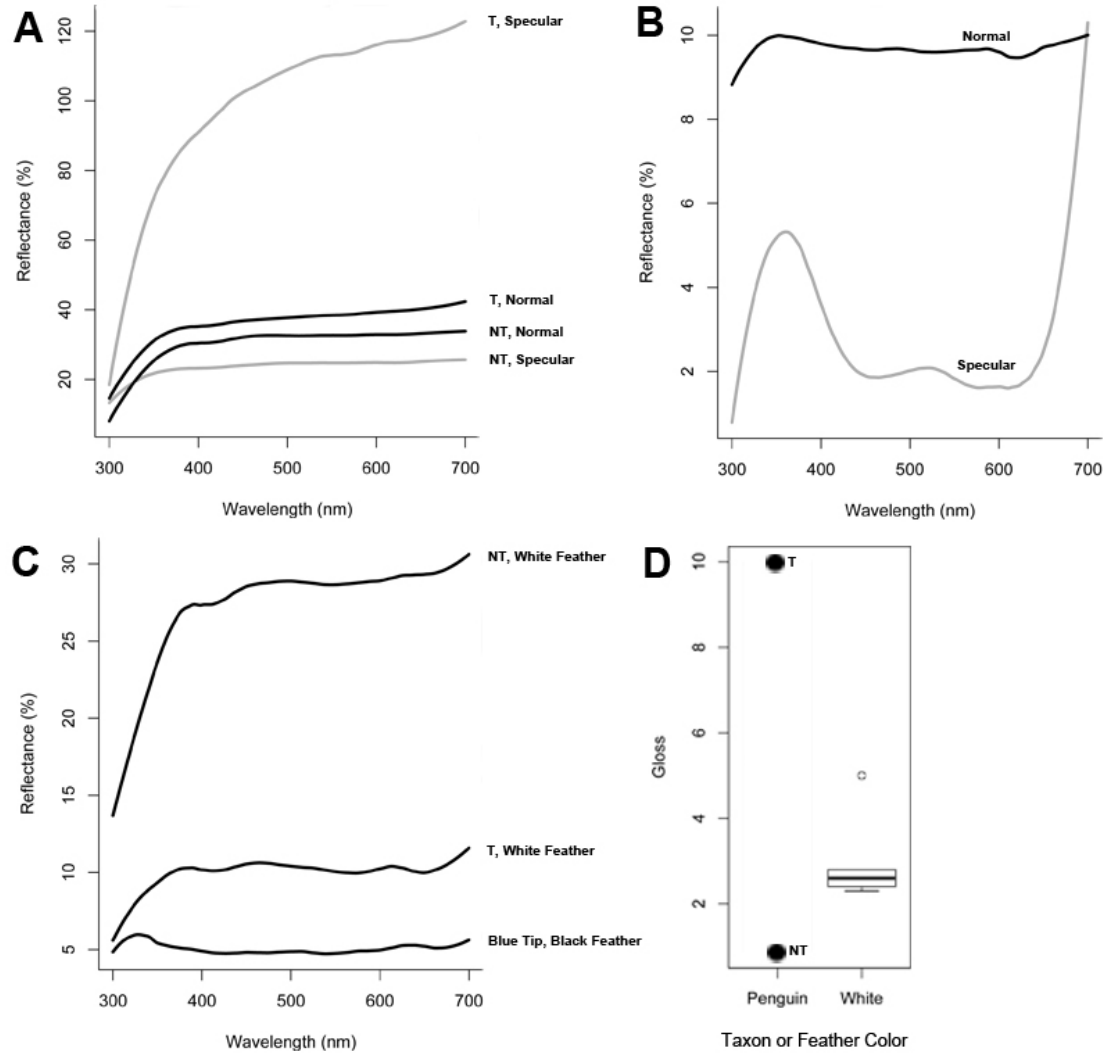 A
T, Specular
T, Normal
NT, Normal
NT, Specular
Reflectance (%)
120
100
80
60
40
20
300 400 500 600 700
Wavelength (nm)
B
Normal
Specular
Reflectance (%)
10
8
6
4
2
300 400 500 600 700
Wavelength (nm)
C
NT, White Feather
T, White Feather
Blue Tip, Black Feather
Reflectance (%)
30
25
20
15
10
5
300 400 500 600 700
Wavelength (nm)
D
T
NT
Gloss
10
8
6
4
2
Penguin White
Taxon or Feather Color